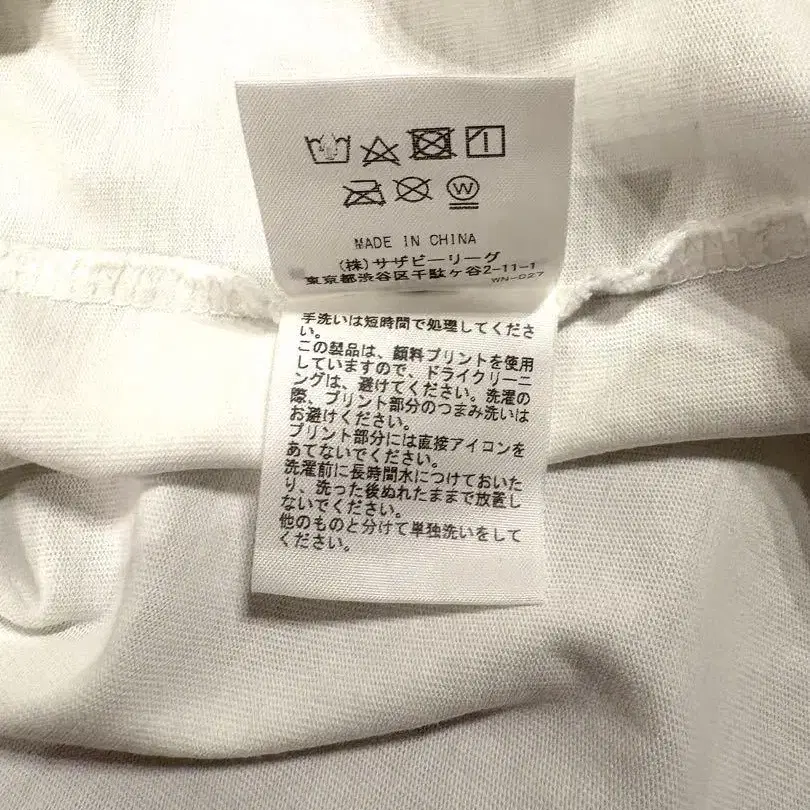 W
MADE IN CHINA
(株)サザビーリーグ
東京都渋谷区千駄ケ谷2-11-1
WN-027
手洗いは短時間で処理してくださ
い。
この製品は、顔料プリントを使用
していますので、ドライクリーニ
ングは、避けてください。洗濯の
際、プリント部分のつまみ洗いは
お避けください。
プリント部分には直接アイコンを
あてないでください。
洗濯前に長時間水につけておいた
り、洗った後ぬれたままで放置し
ないでください。
他のものと分けて単独洗いをして
ください。